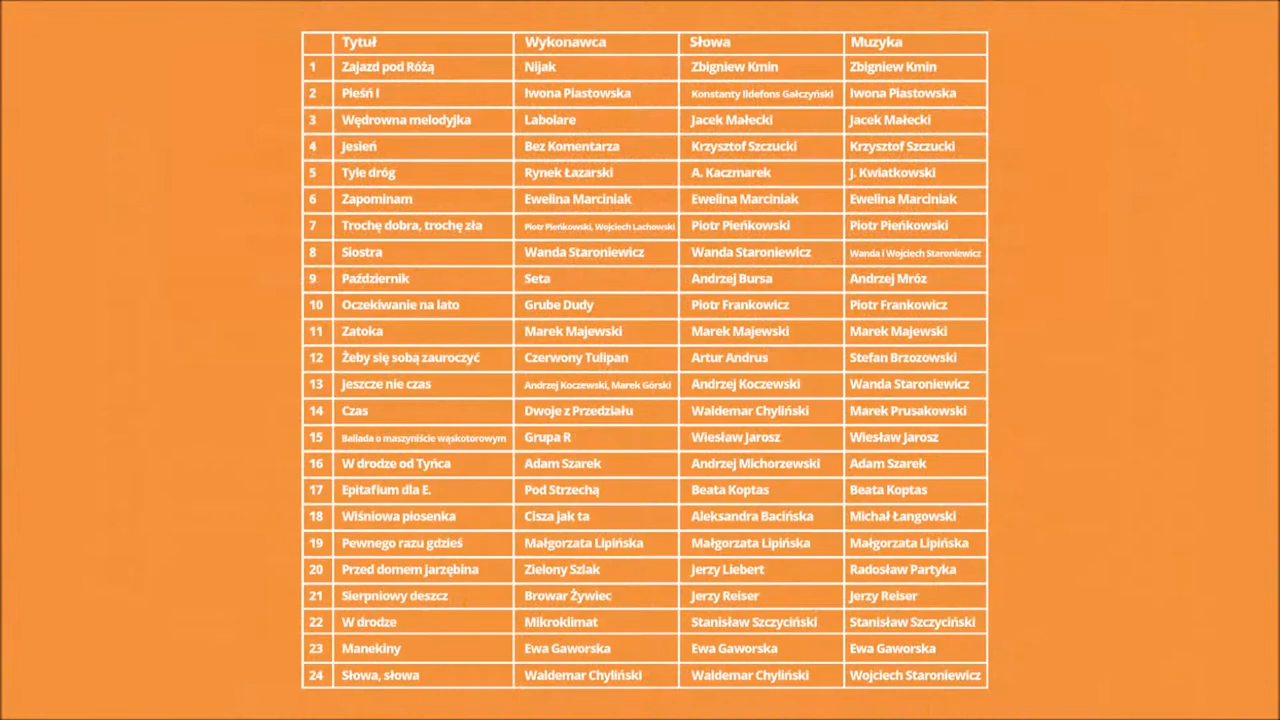 Tytuł Wykonawca Słowa Muzyka
1 Zajazd pod Różą Nijak Zbigniew Kmin Zbigniew Kmin
2 Pieśń I Iwona Piastowska Konstanty Ildefons Gałczyński Iwona Piastowska
3 Wędrowna melodyjka Labolare Jacek Małecki Jacek Małecki
4 Jesień Bez Komentarza Krzysztof Szczucki Krzysztof Szczucki
5 Tyle dróg Rynek Łazarski A. Kaczmarek J. Kwiatkowski
6 Zapominam Ewelina Marciniak Ewelina Marciniak Ewelina Marciniak
7 Trochę dobra, trochę zła Piotr Pieńkowski, Wojciech Lachowski Piotr Pieńkowski Piotr Pieńkowski
8 Siostra Wanda Staroniewicz Wanda Staroniewicz Wanda i Wojciech Staroniewicz
9 Październik Seta Andrzej Bursa Andrzej Mróz
10 Oczekiwanie na lato Grube Dudy Piotr Frankowicz Piotr Frankowicz
11 Zatoka Marek Majewski Marek Majewski Marek Majewski
12 Żeby się sobą zauroczyć Czerwony Tulipan Artur Andrus Stefan Brzozowski
13 Jeszcze nie czas Andrzej Koczewski, Marek Górski Andrzej Koczewski Wanda Staroniewicz
14 Czas Dwoje z Przedziału Waldemar Chyliński Marek Prusakowski
15 Ballada o maszyniście wąskotorowym Grupa R Wiesław Jarosz Wiesław Jarosz
16 W drodze od Tyńca Adam Szarek Andrzej Michorzewski Adam Szarek
17 Epitafium dla E. Pod Strzechą Beata Koptas Beata Koptas
18 Wiśniowa piosenka Cisza jak ta Aleksandra Bacińska Michał Łangowski
19 Pewnego razu gdzieś Małgorzata Lipińska Małgorzata Lipińska Małgorzata Lipińska
20 Przed domem jarzębina Zielony Szlak Jerzy Liebert Radosław Partyka
21 Sierpniowy deszcz Browar Żywiec Jerzy Reiser Jerzy Reiser
22 W drodze Mikroklimat Stanisław Szczyciński Stanisław Szczyciński
23 Manekiny Ewa Gaworska Ewa Gaworska Ewa Gaworska
24 Słowa, słowa Waldemar Chyliński Waldemar Chyliński Wojciech Staroniewicz